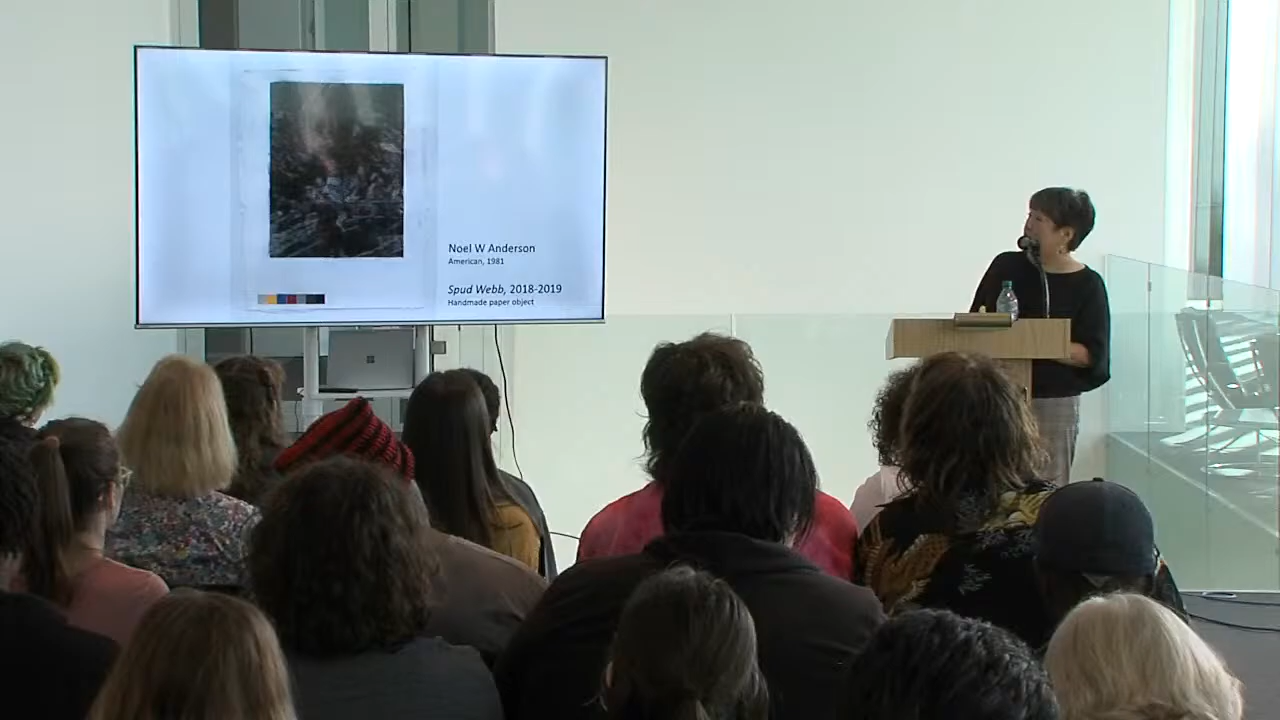 Noel W Anderson
American, 1981
Spud Webb, 2018-2019
Handmade paper object